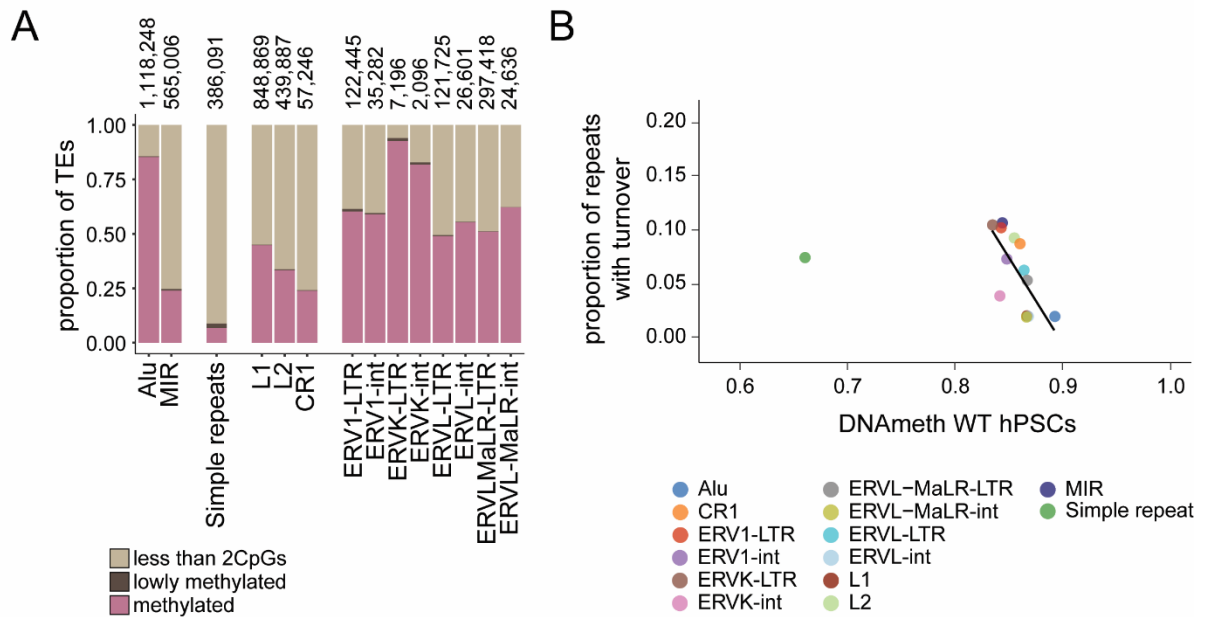 A
1,118,248
565,006
386,091
848,869
439,887
57,246
122,445
35,282
7,196
2,096
121,725
26,601
297,418
24,636
proportion of TEs
1.00
0.75
0.50
0.25
0.00
Alu
MIR
Simple repeats
L1
L2
CR1
ERV1-LTR
ERV1-int
ERVK-LTR
ERVK-int
ERVL-LTR
ERVL-int
ERVLMaLR-LTR
ERVL-MaLR-int
less than 2CpGs
lowly methylated
methylated
B
proportion of repeats
with turnover
0.20
0.15
0.10
0.05
0.00
0.6
0.7
0.8
0.9
1.0
DNAmeth WT hPSCs
Alu
CR1
ERV1-LTR
ERV1-int
ERVK-LTR
ERVK-int
ERVL−MaLR-LTR
ERVL−MaLR-int
ERVL-LTR
ERVL-int
L1
L2
MIR
Simple repeat